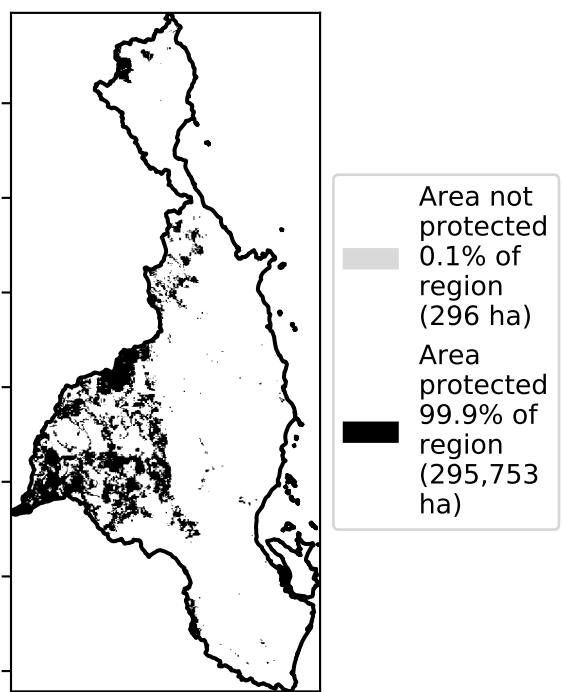 Area not
protected
0.1% of
region
(296 ha)
Area
protected
99.9% of
region
(295,753
ha)